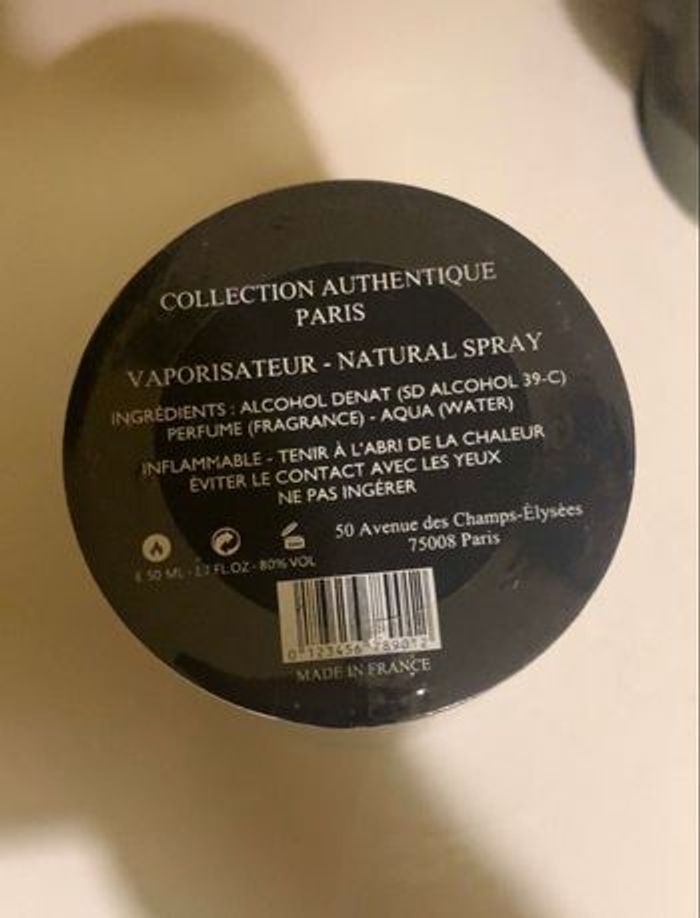 COLLECTION AUTHENTIQUE
PARIS
VAPORISATEUR - NATURAL SPRAY
INGRÉDIENTS : ALCOHOL DENAT (SD ALCOHOL 39-C)
PERFUME (FRAGRANCE) - AQUA (WATER)
INFLAMMABLE - TENIR À L'ABRI DE LA CHALEUR
ÉVITER LE CONTACT AVEC LES YEUX
NE PAS INGÉRER
50 Avenue des Champs-Élysées
75008 Paris
50 ML - FL.OZ - 80% VOL
0 123456 789012
MADE IN FRANCE